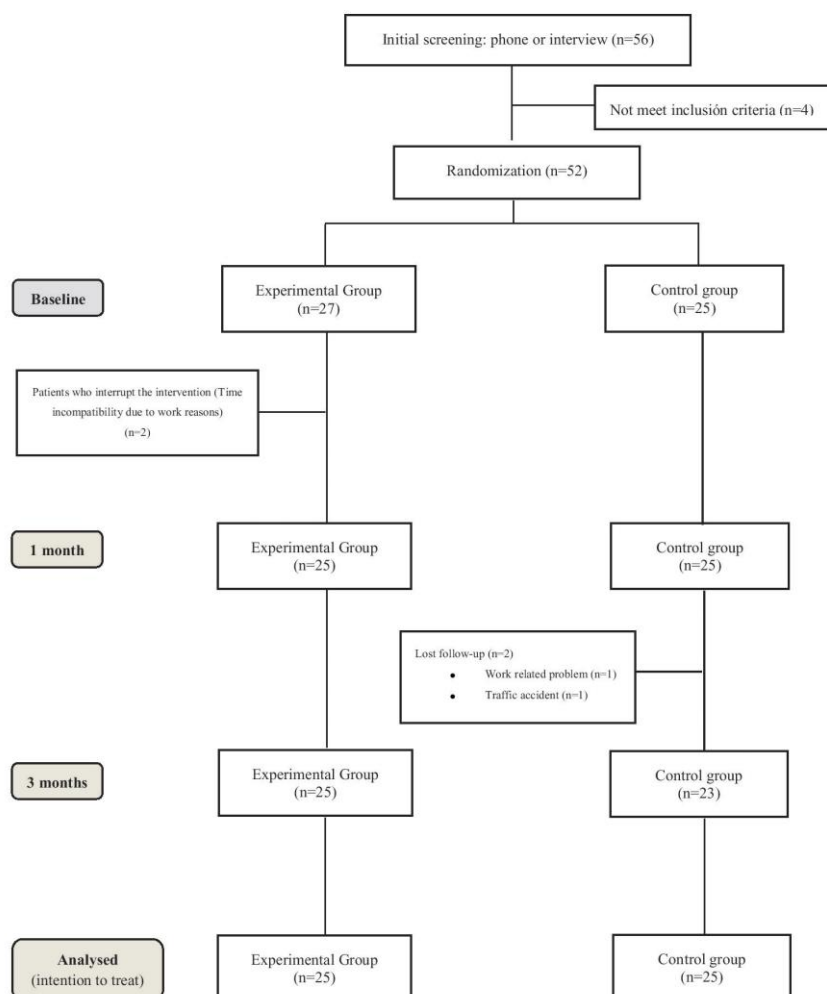 Initial screening: phone or interview (n=56)
Not meet inclusión criteria (n=4)
Randomization (n=52)
Baseline
Experimental Group
(n=27)
Control group
(n=25)
Patients who interrupt the intervention (Time
incompatibility due to work reasons)
(n=2)
1 month
Experimental Group
(n=25)
Control group
(n=25)
Lost follow-up (n=2)
• Work related problem (n=1)
• Traffic accident (n=1)
3 months
Experimental Group
(n=25)
Control group
(n=23)
Analysed
(intention to treat)
Experimental Group
(n=25)
Control group
(n=25)